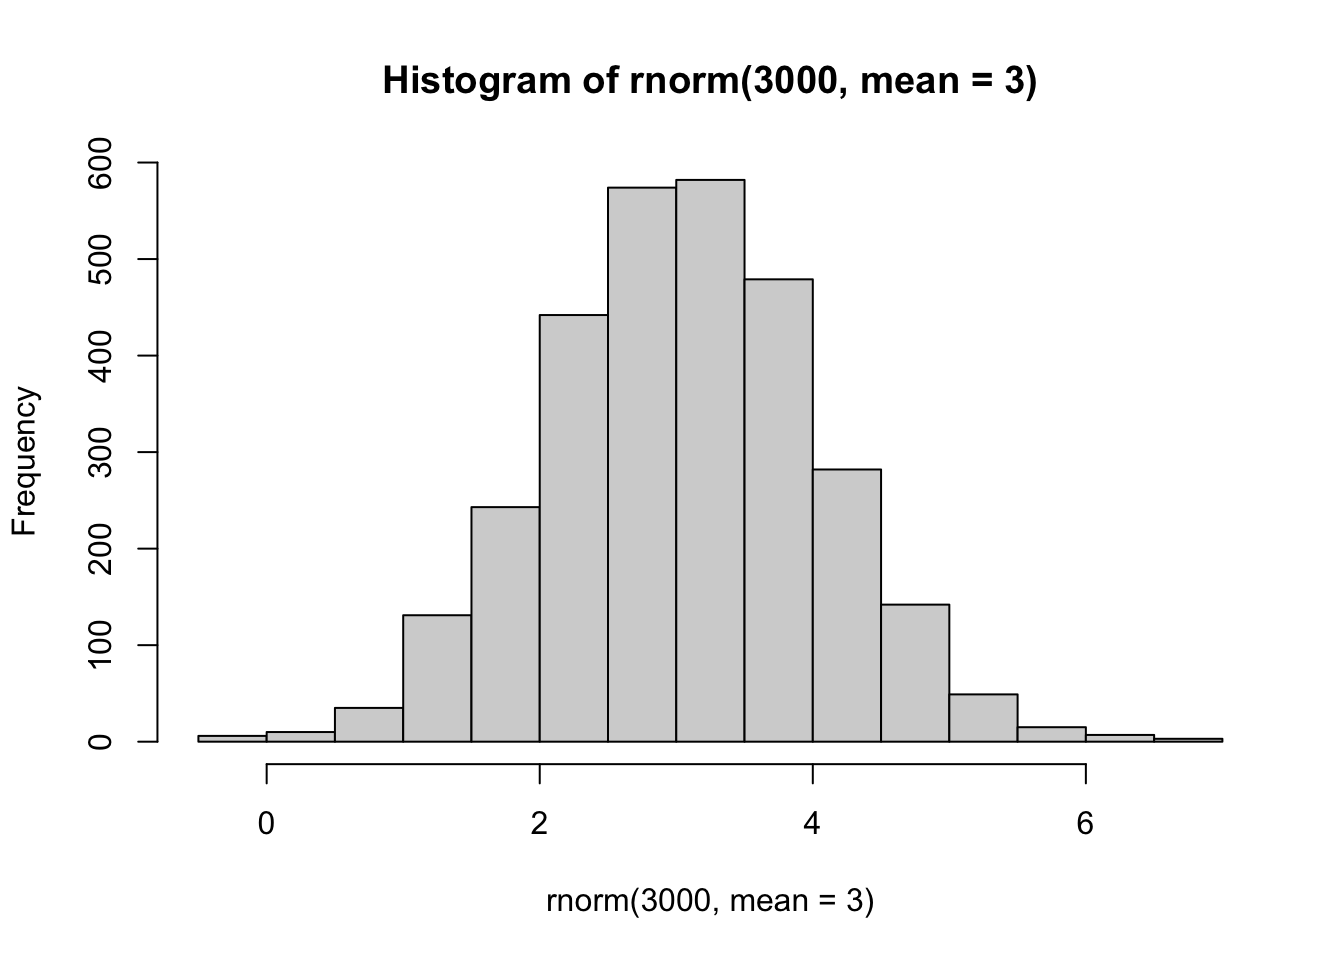 Histogram of rnorm(3000, mean = 3)
600
500
400
300
200
100
0
Frequency
0 2 4 6
rnorm(3000, mean = 3)